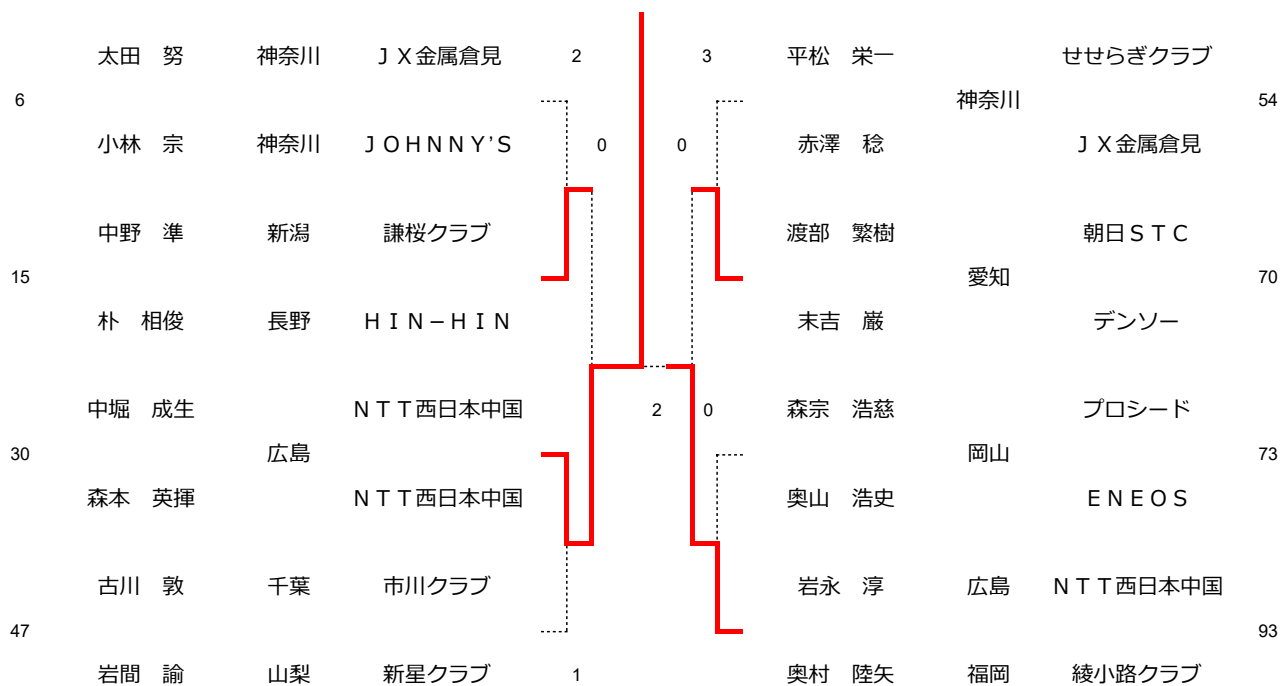 太田　努 神奈川 ＪＸ金属倉見 2 3 平松　栄一 せせらぎクラブ
6 神奈川 54
小林　宗 神奈川 ＪＯＨＮＮＹ’Ｓ 0 0 赤澤　稔 ＪＸ金属倉見
中野　準 新潟 謙桜クラブ 渡部　繁樹 朝日ＳＴＣ
15 愛知 70
朴　相俊 長野 ＨＩＮ－ＨＩＮ 末吉　巌 デンソー
中堀　成生 ＮＴＴ西日本中国 2 0 森宗　浩慈 プロシード
30 広島 岡山 73
森本　英揮 ＮＴＴ西日本中国 奥山　浩史 ＥＮＥＯＳ
古川　敦 千葉 市川クラブ 岩永　淳 広島 ＮＴＴ西日本中国
47 93
岩間　諭 山梨 新星クラブ 1 奥村　陸矢 福岡 綾小路クラブ